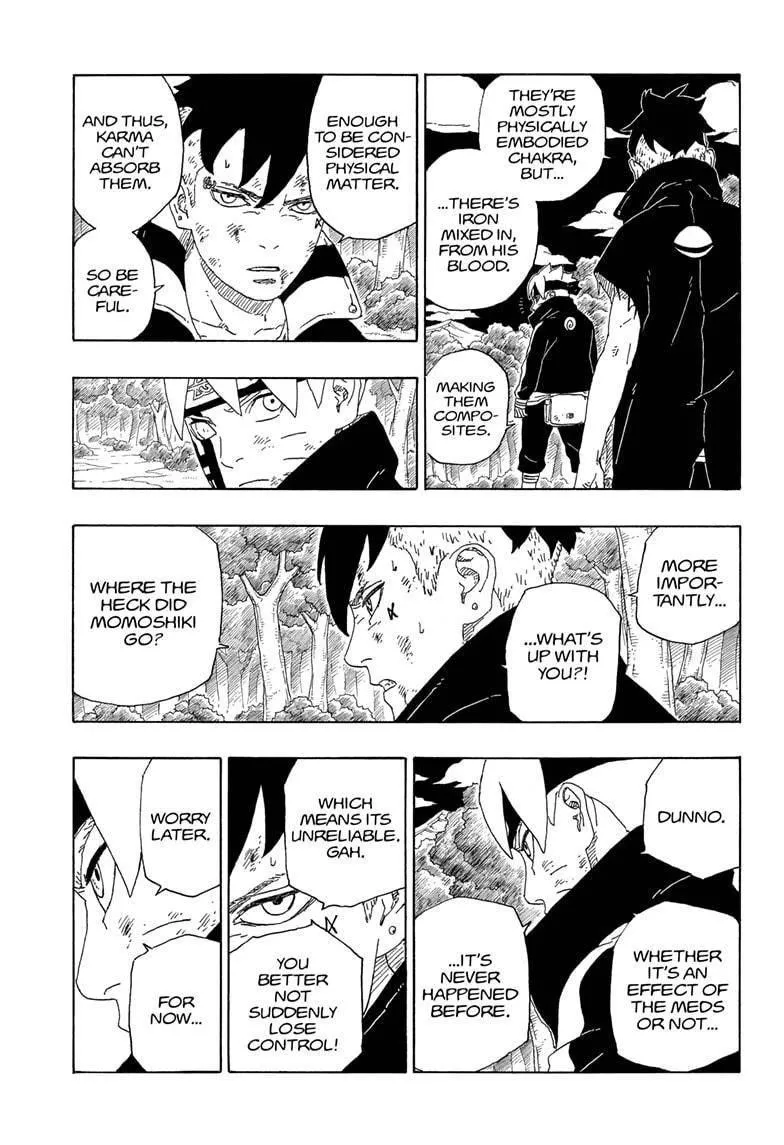 THEY'RE
MOSTLY
PHYSICALLY
EMBODIED
CHAKRA,
BUT...
...THERE'S
IRON
MIXED IN,
FROM HIS
BLOOD.
MAKING
THEM
COMPO-
SITES.
ENOUGH
TO BE CON-
SIDERED
PHYSICAL
MATTER.
AND THUS,
KARMA
CAN'T
ABSORB
THEM.
SO BE
CARE-
FUL.
MORE
IMPOR-
TANTLY...
...WHAT'S
UP WITH
YOU?!
WHERE THE
HECK DID
MOMOSHIKI
GO?
DUNNO.
WHETHER
IT'S AN
EFFECT OF
THE MEDS
OR NOT...
...IT'S
NEVER
HAPPENED
BEFORE.
WHICH
MEANS ITS
UNRELIABLE.
GAH.
YOU
BETTER
NOT
SUDDENLY
LOSE
CONTROL!
WORRY
LATER.
FOR
NOW...